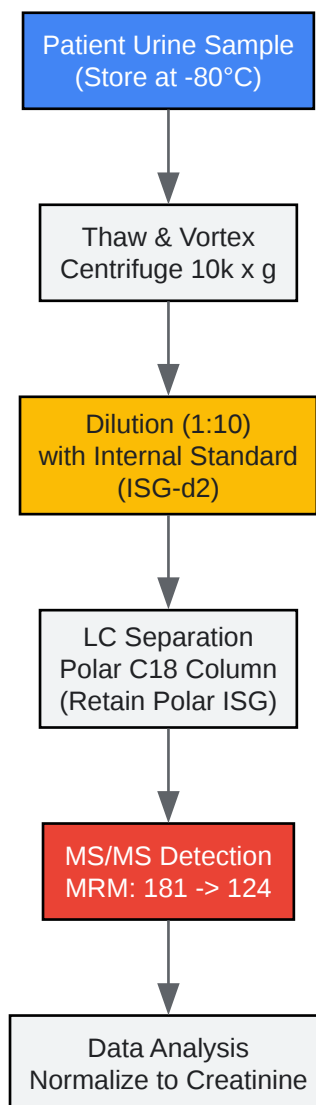 Patient Urine Sample
(Store at -80°C)
Thaw & Vortex
Centrifuge 10k x g
Dilution (1:10)
with Internal Standard
(ISG-d2)
LC Separation
Polar C18 Column
(Retain Polar ISG)
MS/MS Detection
MRM: 181 -> 124
Data Analysis
Normalize to Creatinine